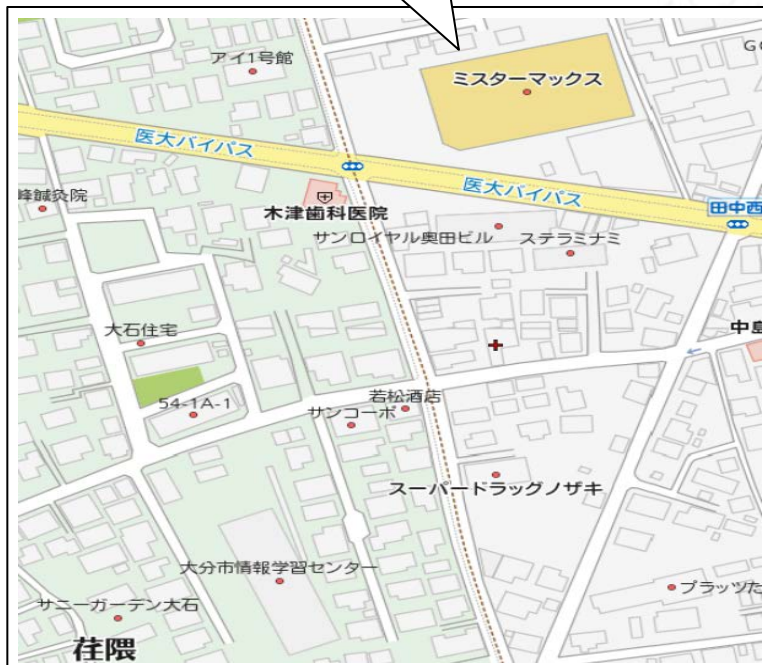 アイ1号館
ミスターマックス
GC
医大バイパス
医大バイパス
峰鍼灸院
木津歯科医院
サンロイヤル奥田ビル
ステラミナミ
田中西
大石住宅
中島
54-1A-1
サンコーポ
若松酒店
スーパードラッグノザキ
大分市情報学習センター
プラッツた
サニーガーデン大石
荏隈